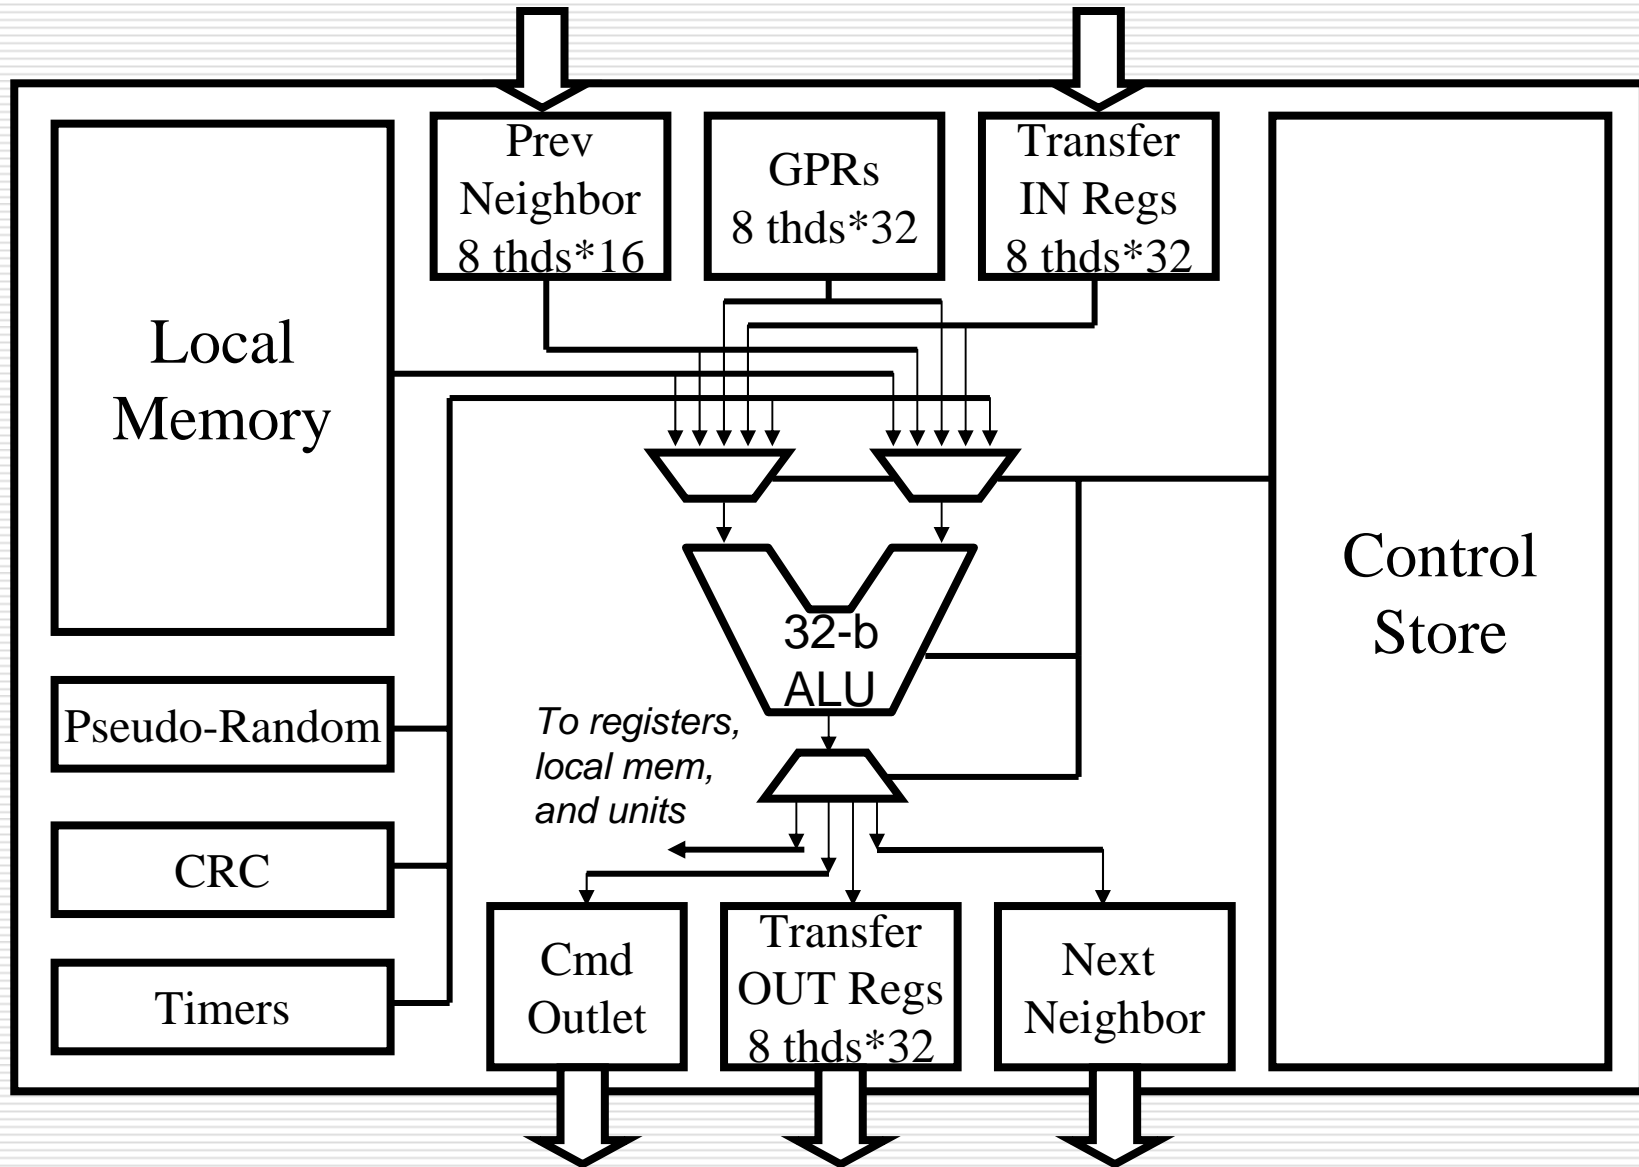 Prev
Neighbor
8 thds*16
GPRs
8 thds*32
Transfer
IN Regs
8 thds*32
Local
Memory
Control
Store
32-b
ALU
Pseudo-Random
To registers,
local mem,
and units
CRC
Timers
Cmd
Outlet
Transfer
OUT Regs
8 thds*32
Next
Neighbor